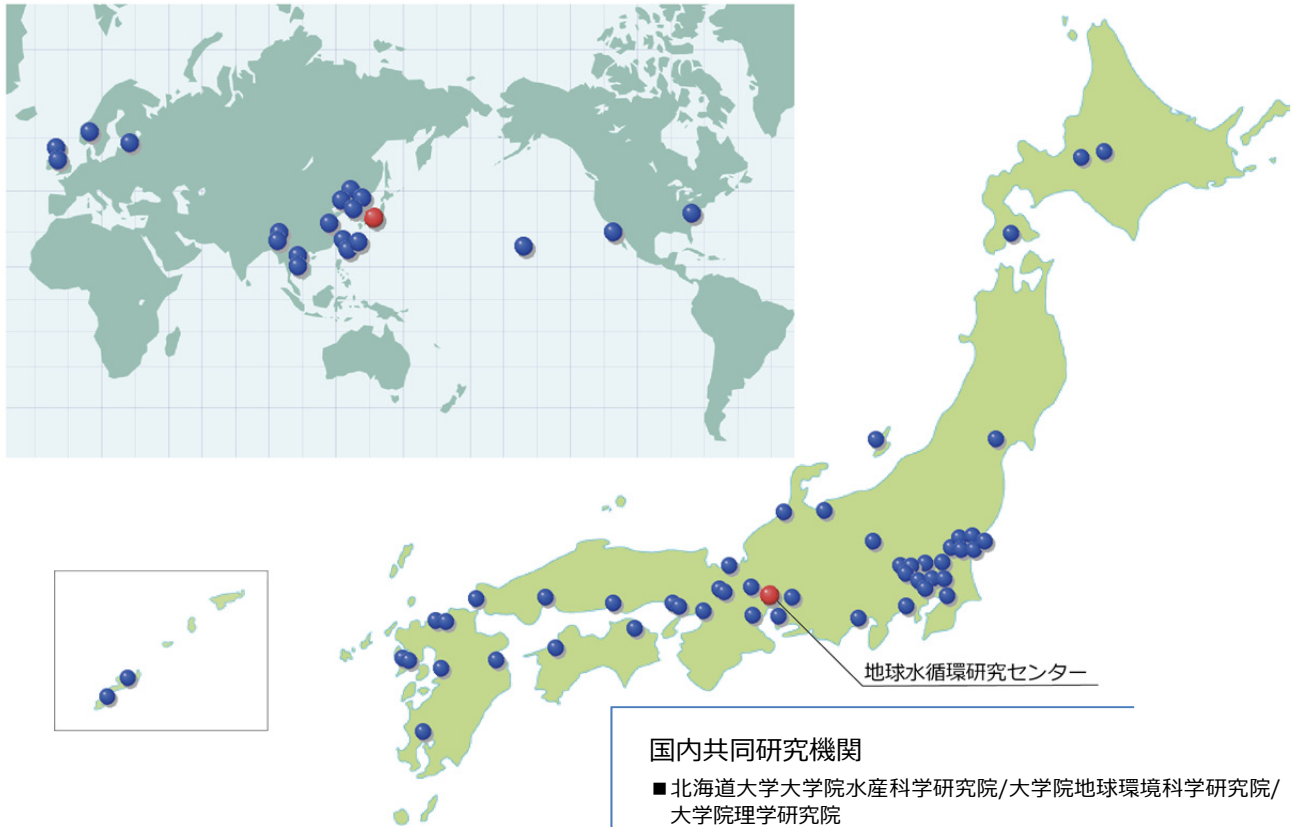 地球水循環研究センター
国内共同研究機関
■北海道大学大学院水産科学研究院/大学院地球環境科学研究院/
大学院理学研究院